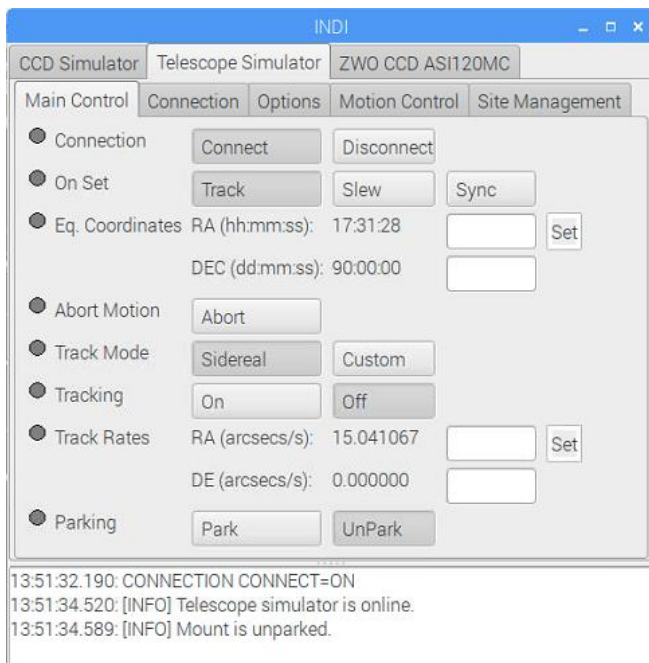 INDI
CCD Simulator Telescope Simulator ZWO CCD ASI120MC
Main Control Connection Options Motion Control Site Management
Connection Connect Disconnect
On Set Track Slew Sync
Eq. Coordinates RA (hh:mm:ss): 17:31:28 Set
DEC (dd:mm:ss): 90:00:00
Abort Motion Abort
Track Mode Sidereal Custom
Tracking On Off
Track Rates RA (arcsecs/s): 15.041067 Set
DE (arcsecs/s): 0.000000
Parking Park UnPark
13:51:32.190: CONNECTION CONNECT=ON
13:51:34.520: [INFO] Telescope simulator is online.
13:51:34.589: [INFO] Mount is unparked.